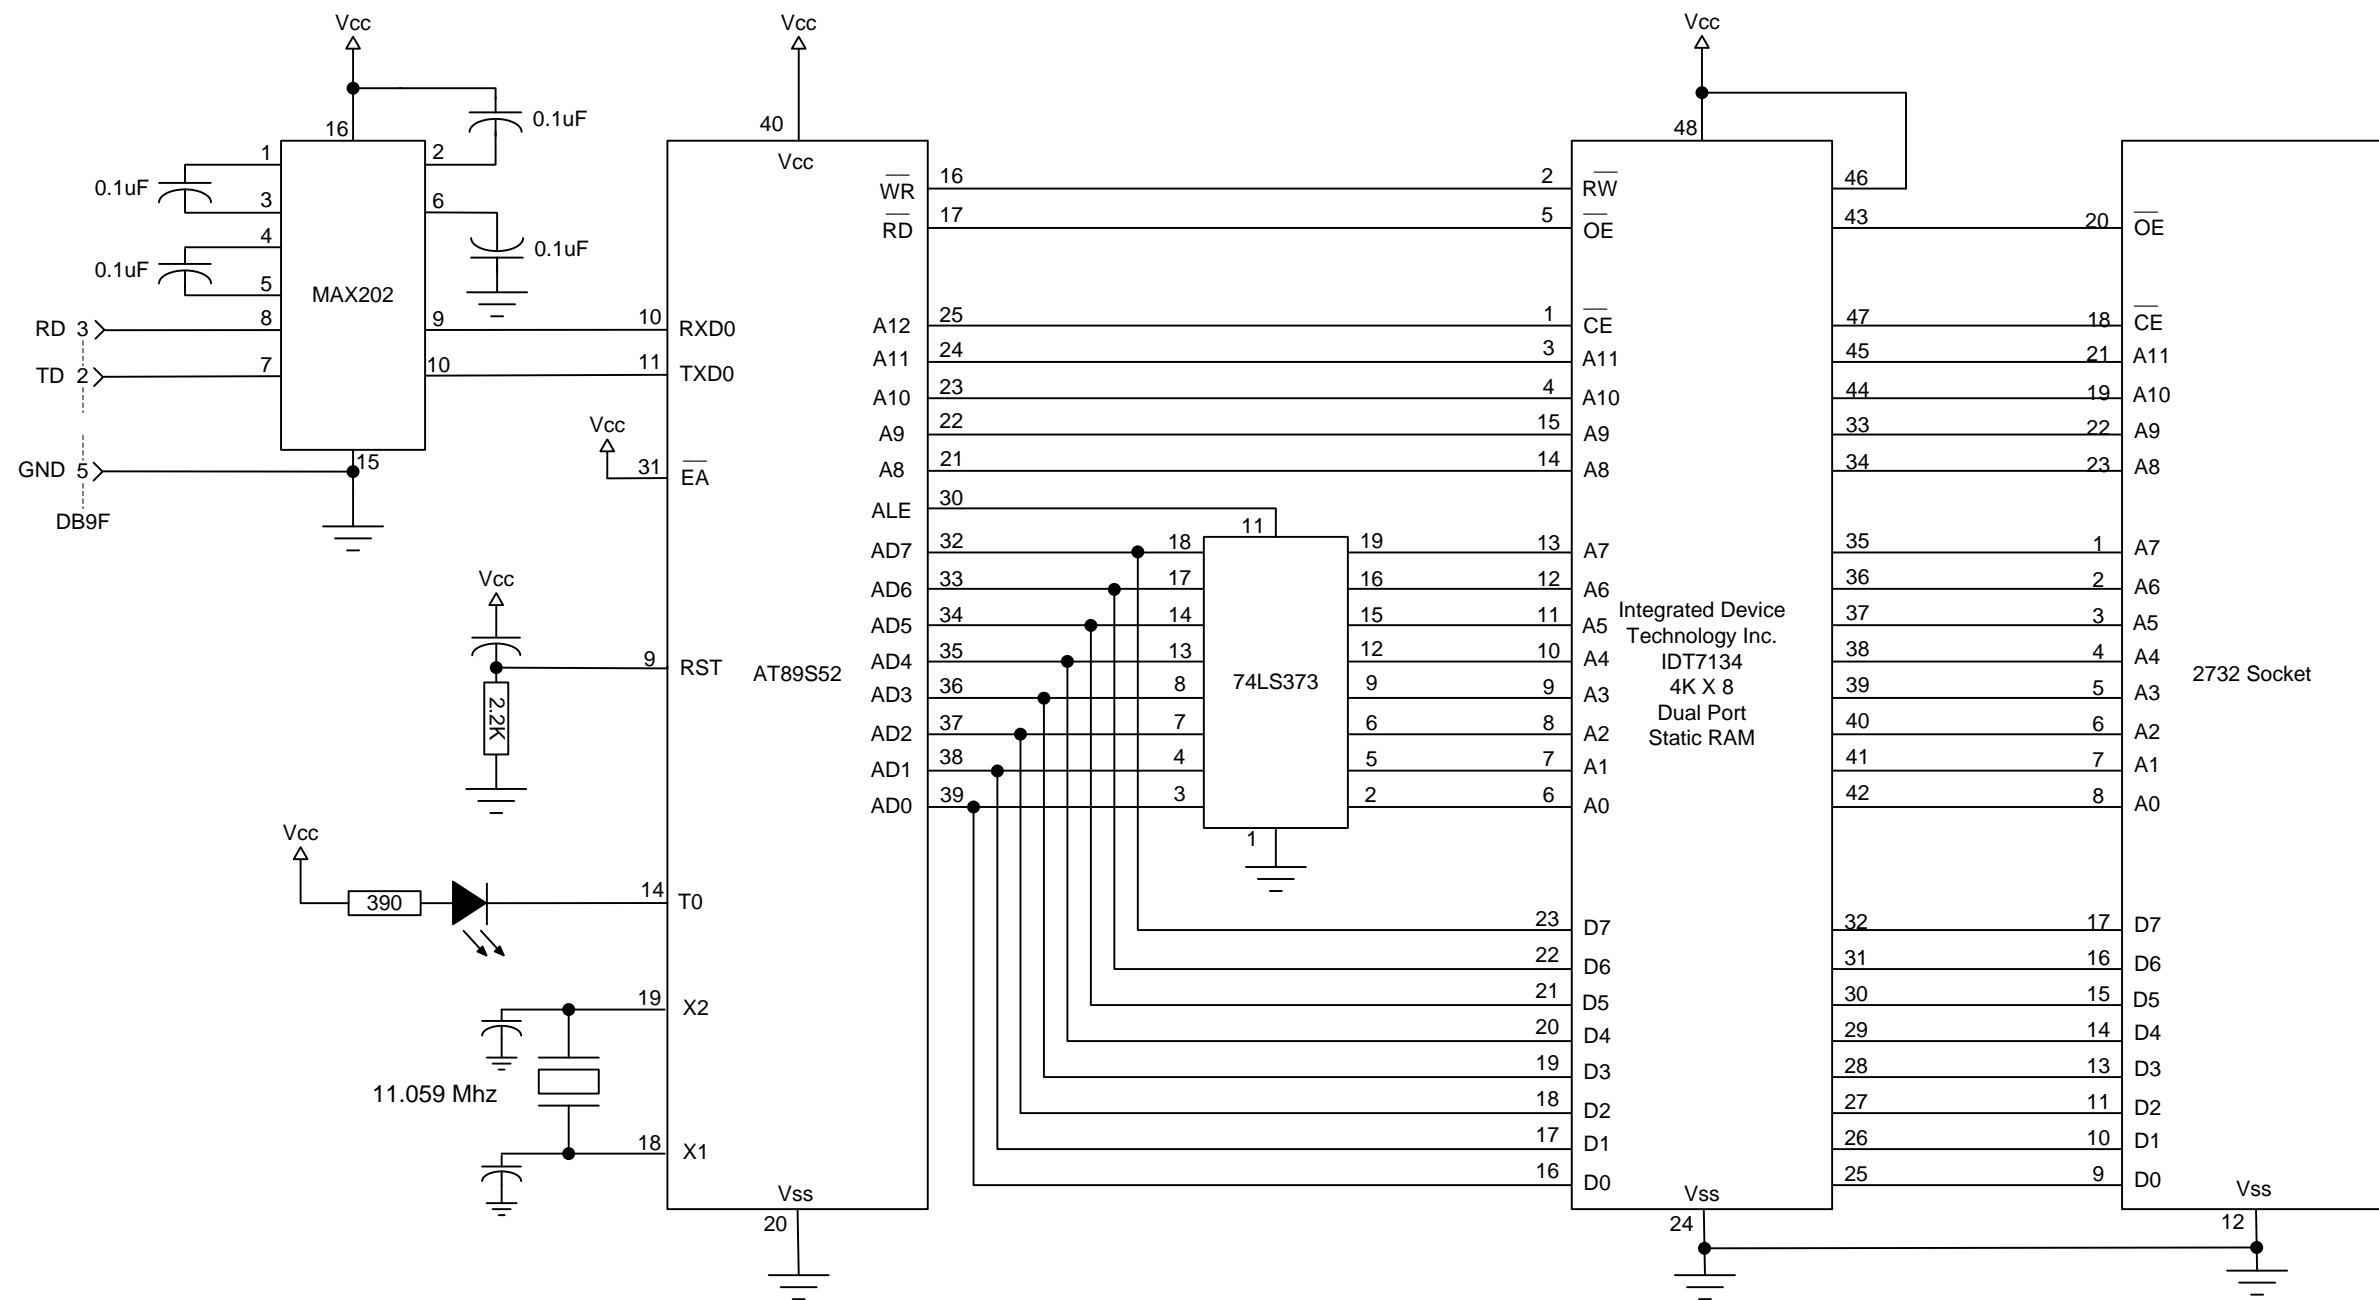 Vcc
16
0.1uF
1
2
0.1uF
3
6
4
0.1uF
0.1uF
5
MAX202
RD 3
8
9
TD 2
7
10
GND 5
15
DB9F
Vcc
40
Vcc
10 RXD0
11 TXD0
Vcc
31 EA
Vcc
9 RST
2.2K
AT89S52
Vcc
390
14 T0
19 X2
11.059 Mhz
18 X1
Vss
20
WR 16
RD 17
A12 25
A11 24
A10 23
A9 22
A8 21
ALE 30
AD7 32
AD6 33
AD5 34
AD4 35
AD3 36
AD2 37
AD1 38
AD0 39
11
18 19
17 16
14 15
13 12
8 9
7 6
4 5
3 2
74LS373
1
Vcc
48
2 RW 46
5 OE 43
1 CE 47
3 A11 45
4 A10 44
15 A9 33
14 A8 34
13 A7 35
12 A6 36
11 A5 37
10 A4 38
9 A3 39
8 A2 40
7 A1 41
6 A0 42
Integrated Device
Technology Inc.
IDT7134
4K X 8
Dual Port
Static RAM
23 D7 32
22 D6 31
21 D5 30
20 D4 29
19 D3 28
18 D2 27
17 D1 26
16 D0 25
Vss
24
20 OE
18 CE
21 A11
19 A10
22 A9
23 A8
1 A7
2 A6
3 A5
4 A4
5 A3
6 A2
7 A1
8 A0
2732 Socket
17 D7
16 D6
15 D5
14 D4
13 D3
11 D2
10 D1
9 D0
Vss
12